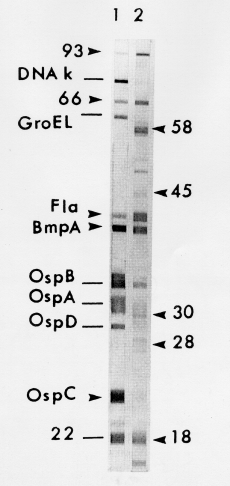 1 2
93
DNA k
66
GroEL
58
45
Fla
BmpA
OspB
OspA
OspD
30
28
OspC
22
18